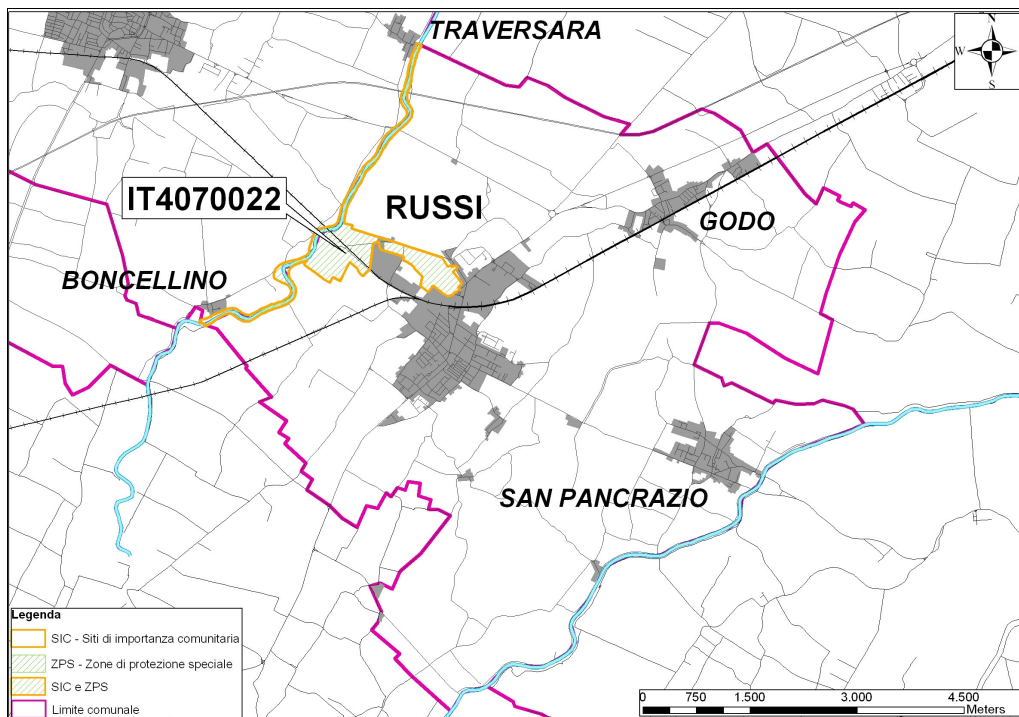 TRAVERSARA
N
W
E
S
IT4070022
RUSSI
GODO
BONCELLINO
SAN PANCRAZIO
Legenda
SIC - Siti di importanza comunitaria
ZPS - Zone di protezione speciale
SIC e ZPS
Limite comunale
0 750 1.500 3.000 4.500
Meters